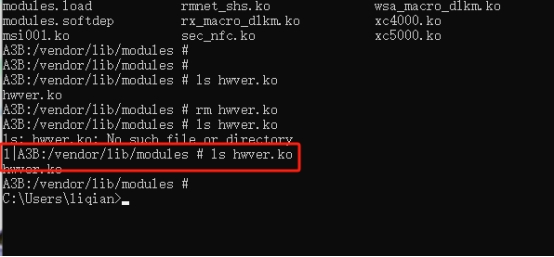 modules.load rmnet_shs.ko wsa_macro_dlkm.ko
modules.softdep rx_macro_dlkm.ko xc4000.ko
msi001.ko sec_nfc.ko xc5000.ko
A3B:/vendor/lib/modules #
A3B:/vendor/lib/modules #
A3B:/vendor/lib/modules # ls hwver.ko
hwver.ko
A3B:/vendor/lib/modules # rm hwver.ko
A3B:/vendor/lib/modules # ls hwver.ko
ls: hwver.ko: No such file or directory
1|A3B:/vendor/lib/modules # ls hwver.ko
hwver.ko
A3B:/vendor/lib/modules #
C:\Users\liqian>